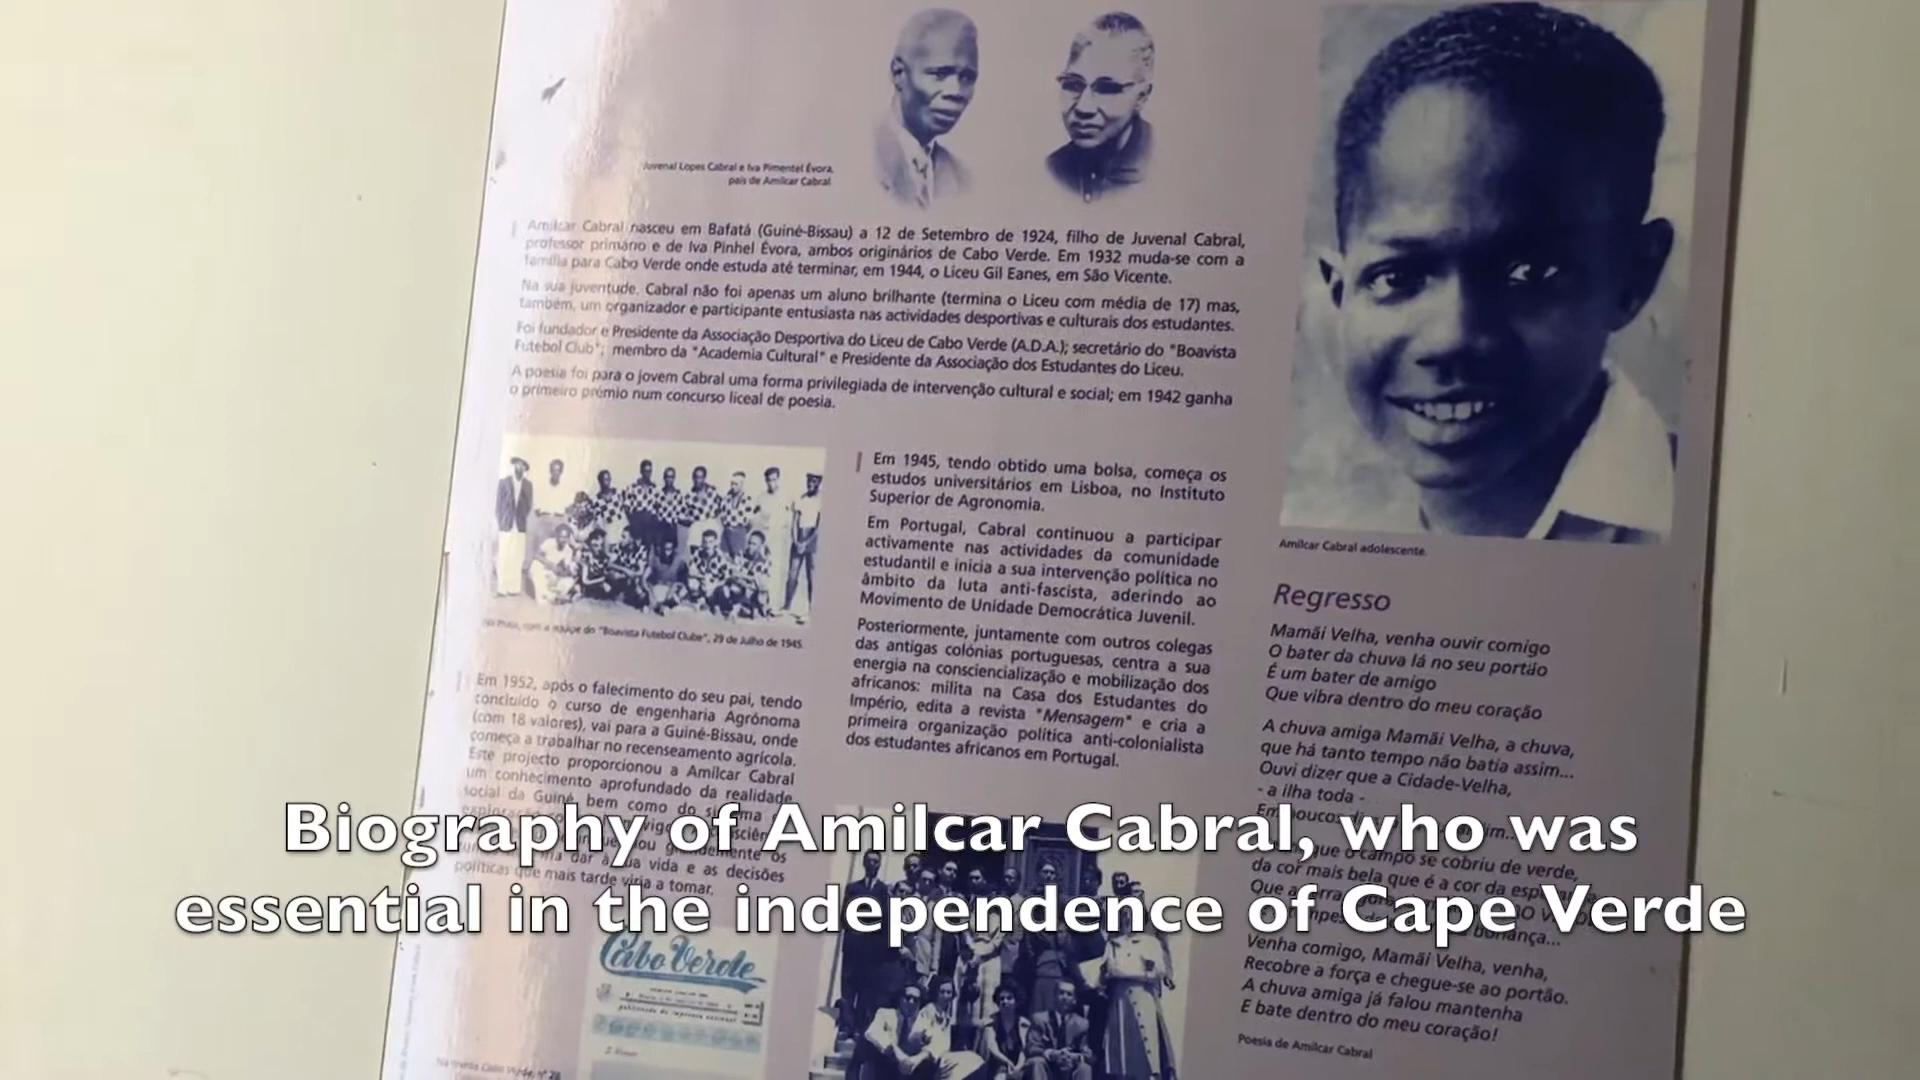 Juvenal Lopes Cabral e Iva Pimentel Évora,
pais de Amílcar Cabral.
Amílcar Cabral nasceu em Bafatá (Guiné-Bissau) a 12 de Setembro de 1924, filho de Juvenal Cabral,
professor primário e de Iva Pinhel Évora, ambos originários de Cabo Verde. Em 1932 muda-se com a
família para Cabo Verde onde estuda até terminar, em 1944, o Liceu Gil Eanes, em São Vicente.
Na sua juventude, Cabral não foi apenas um aluno brilhante (termina o Liceu com média de 17) mas,
também, um organizador e participante entusiasta nas actividades desportivas e culturais dos estudantes.
Foi fundador e Presidente da Associação Desportiva do Liceu de Cabo Verde (A.D.A.); secretário do "Boavista
Futebol Club"; membro da "Academia Cultural" e Presidente da Associação dos Estudantes do Liceu.
A poesia foi para o jovem Cabral uma forma privilegiada de intervenção cultural e social; em 1942 ganha
o primeiro prémio num concurso liceal de poesia.
Na Praia, com a equipe do "Boavista Futebol Clube", 29 de Julho de 1945.
Em 1952, após o falecimento do seu pai, tendo
concluído o curso de engenharia Agrónoma
(com 18 valores), vai para a Guiné-Bissau, onde
começa a trabalhar no recenseamento agrícola.
Este projecto proporcionou a Amílcar Cabral
um conhecimento aprofundado da realidade
social da Guiné, bem como do
dar à sua vida e as decisões
políticas que mais tarde viria a tomar.
Cabo Verde
Em 1945, tendo obtido uma bolsa, começa os
estudos universitários em Lisboa, no Instituto
Superior de Agronomia.
Em Portugal, Cabral continuou a participar
activamente nas actividades da comunidade
estudantil e inicia a sua intervenção política no
âmbito da luta anti-fascista, aderindo ao
Movimento de Unidade Democrática Juvenil.
Posteriormente, juntamente com outros colegas
das antigas colónias portuguesas, centra a sua
energia na consciencialização e mobilização dos
africanos: milita na Casa dos Estudantes do
Império, edita a revista "Mensagem" e cria a
primeira organização política anti-colonialista
dos estudantes africanos em Portugal.
Amílcar Cabral adolescente.
Regresso
Mamãi Velha, venha ouvir comigo
O bater da chuva lá no seu portão
É um bater de amigo
Que vibra dentro do meu coração
A chuva amiga Mamãi Velha, a chuva,
que há tanto tempo não batia assim...
Ouvi dizer que a Cidade-Velha,
- a ilha toda -
que o campo se cobriu de verde,
da cor mais bela que é a cor da
Venha comigo, Mamãi Velha, venha,
Recobre a força e chegue-se ao portão.
A chuva amiga já falou mantenha
E bate dentro do meu coração!
Poesia de Amílcar Cabral
Biography of Amilcar Cabral, who was
essential in the independence of Cape Verde